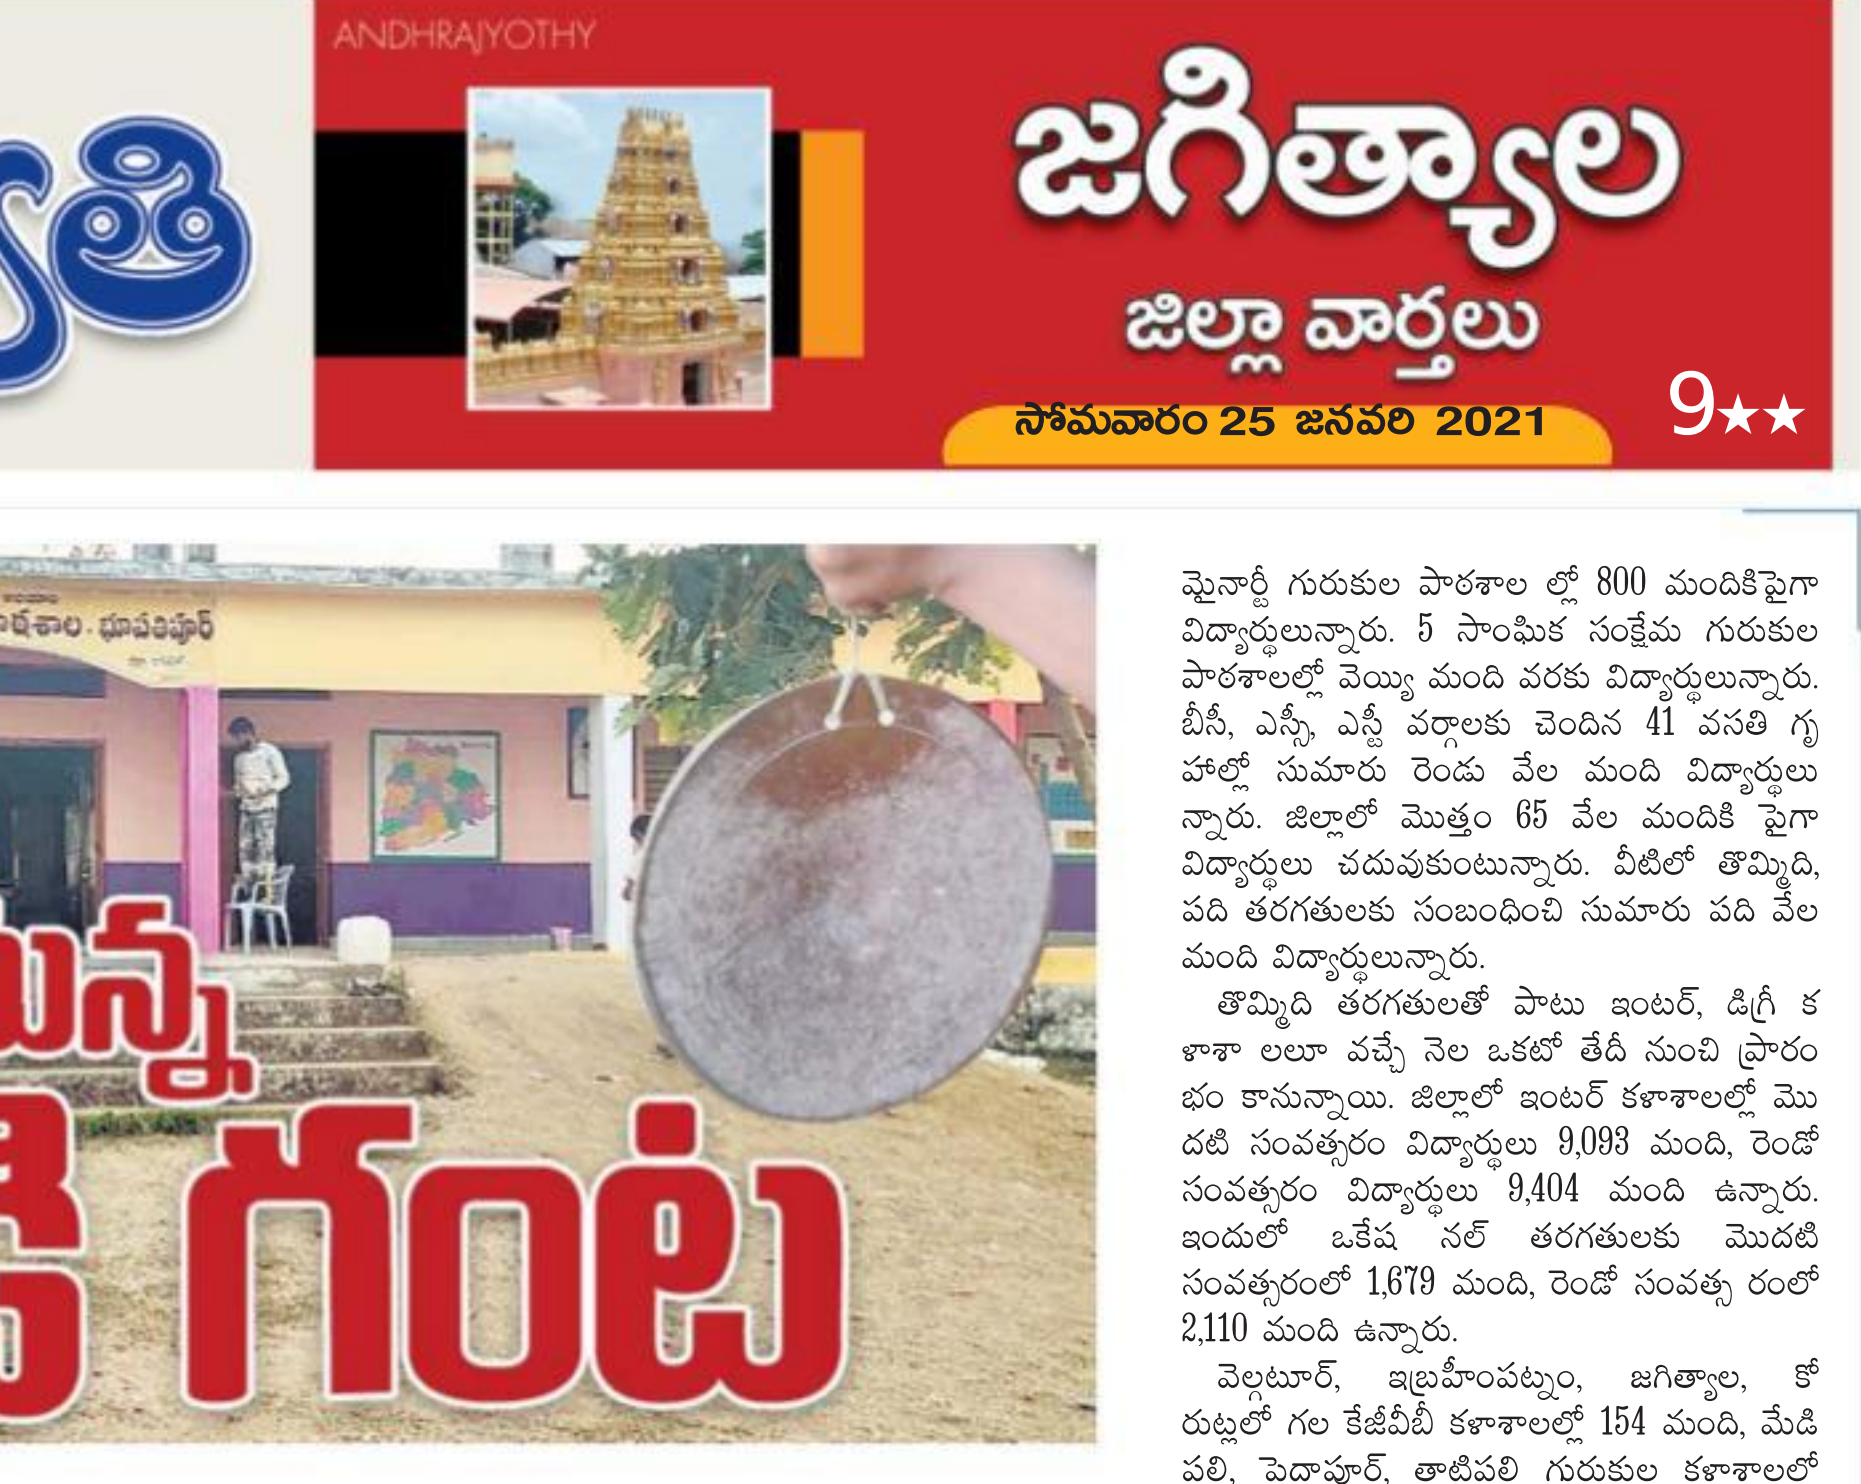 ANDHRAJYOTHY
జగిత్యాల
జిల్లా వార్తలు
సోమవారం 25 జనవరి 2021
9★★
పాఠశాల - భూపతిపూర్
గంట
మైనార్టీ గురుకుల పాఠశాల ల్లో 800 మందికిపైగా
విద్యార్థులున్నారు. 5 సాంఘిక సంక్షేమ గురుకుల
పాఠశాలల్లో వెయ్యి మంది వరకు విద్యార్థులున్నారు.
బీసీ, ఎస్సీ, ఎస్టీ వర్గాలకు చెందిన 41 వసతి గృ
హాల్లో సుమారు రెండు వేల మంది విద్యార్థులు
న్నారు. జిల్లాలో మొత్తం 65 వేల మందికి పైగా
విద్యార్థులు చదువుకుంటున్నారు. వీటిలో తొమ్మిది,
పది తరగతులకు సంబంధించి సుమారు పది వేల
మంది విద్యార్థులున్నారు.
తొమ్మిది తరగతులతో పాటు ఇంటర్, డిగ్రీ క
ళాశా లలూ వచ్చే నెల ఒకటో తేదీ నుంచి ప్రారం
భం కానున్నాయి. జిల్లాలో ఇంటర్ కళాశాలల్లో మొ
దటి సంవత్సరం విద్యార్థులు 9,093 మంది, రెండో
సంవత్సరం విద్యార్థులు 9,404 మంది ఉన్నారు.
ఇందులో ఒకేష నల్ తరగతులకు మొదటి
సంవత్సరంలో 1,679 మంది, రెండో సంవత్స రంలో
2,110 మంది ఉన్నారు.
వెల్గటూర్, ఇబ్రహీంపట్నం, జగిత్యాల, కో
రుట్లలో గల కేజీవీబీ కళాశాలల్లో 154 మంది, మేడి
పల్లి, పెద్దాపూర్, తాటిపల్లి గురుకుల కళాశాలలో